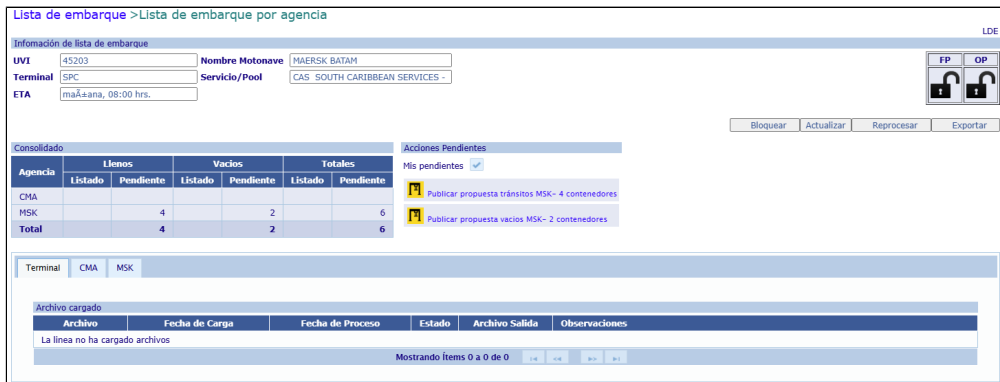 Lista de embarque >Lista de embarque por agencia
LDE
Infomación de lista de embarque
UVI 45203 Nombre Motonave MAERSK BATAM
Terminal SPC Servicio/Pool CAS SOUTH CARIBBEAN SERVICES -
ETA maÃ±ana, 08:00 hrs.
FP OP
Bloquear Actualizar Reprocesar Exportar
Consolidado
Agencia Llenos Vacios Totales
Listado Pendiente Listado Pendiente Listado Pendiente
CMA
MSK 4 2 6
Total 4 2 6
Acciones Pendientes
Mis pendientes
Publicar propuesta tránsitos MSK- 4 contenedores
Publicar propuesta vacios MSK- 2 contenedores
Terminal CMA MSK
Archivo cargado
Archivo Fecha de Carga Fecha de Proceso Estado Archivo Salida Observaciones
La linea no ha cargado archivos
Mostrando Ítems 0 a 0 de 0